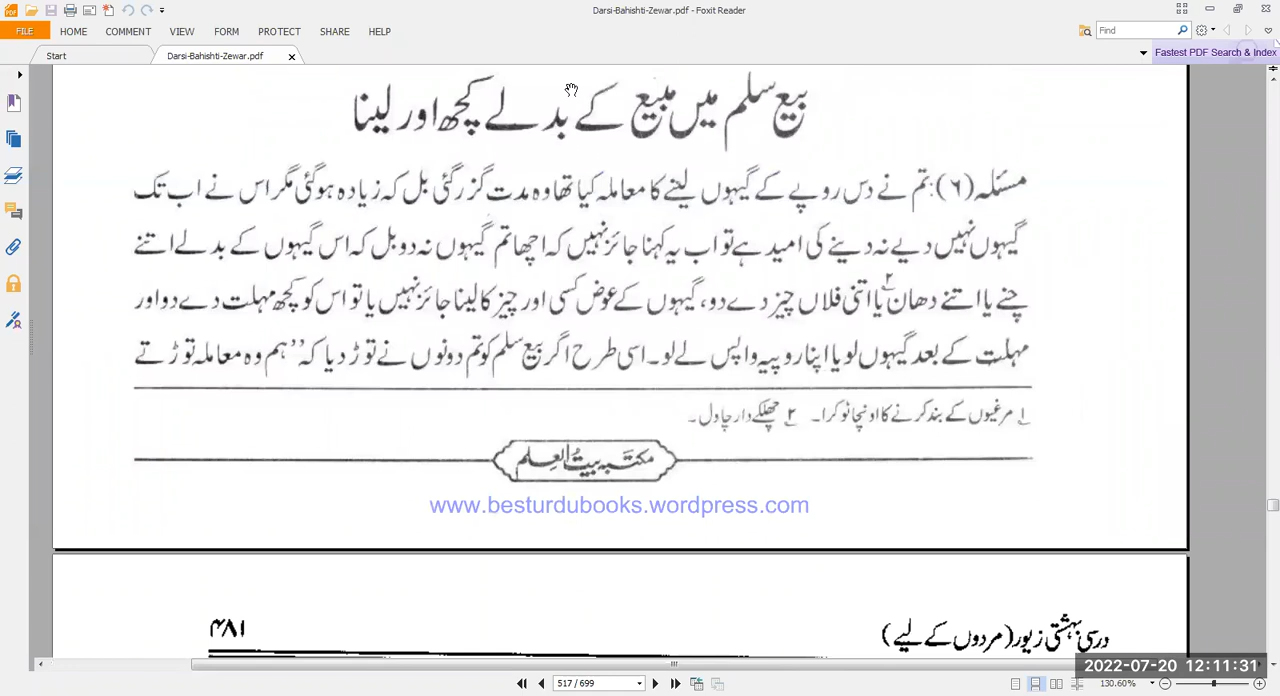 Darsi-Bahishti-Zewar.pdf - Foxit Reader
FILE HOME COMMENT VIEW FORM PROTECT SHARE HELP
Find
Start Darsi-Bahishti-Zewar.pdf
Fastest PDF Search & Index
بیع سلم میں مبیع کے بدلے کچھ اور لینا
مسئلہ (۶): تم نے دس روپے کے گیہوں لینے کا معاملہ کیا تھا وہ مدت گزر گئی بل کہ زیادہ ہو گئی مگر اس نے اب تک
گیہوں نہیں دیے نہ دینے کی امید ہے تو اب یہ کہنا جائز نہیں کہ اچھا تم گیہوں نہ دو بل کہ اس گیہوں کے بدلے اتنے
چنے یا اتنے دھان ۲ یا اتنی فلاں چیز دے دو، گیہوں کے عوض کسی اور چیز کا لینا جائز نہیں یا تو اس کو کچھ مہلت دے دو اور
مہلت کے بعد گیہوں لو یا اپنا روپیہ واپس لے لو۔ اسی طرح اگر بیع سلم کو تم دونوں نے توڑ دیا کہ ”ہم وہ معاملہ توڑتے
۱ مرغیوں کے بند کرنے کا اونچا ٹوکرا۔ ۲ چھلکے دار چاول۔
مکتبہ بیت العلم
www.besturdubooks.wordpress.com
درسی بہشتی زیور (مردوں کے لیے) ۴۸۱
2022-07-20 12:11:31
517 / 699
130.60%